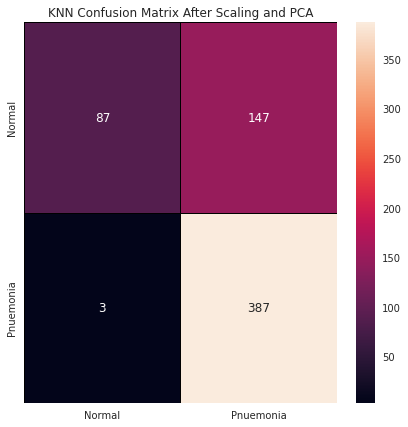 KNN Confusion Matrix After Scaling and PCA
Normal
Pnuemonia
87
147
3
387
Normal
Pnuemonia
350
300
250
200
150
100
50